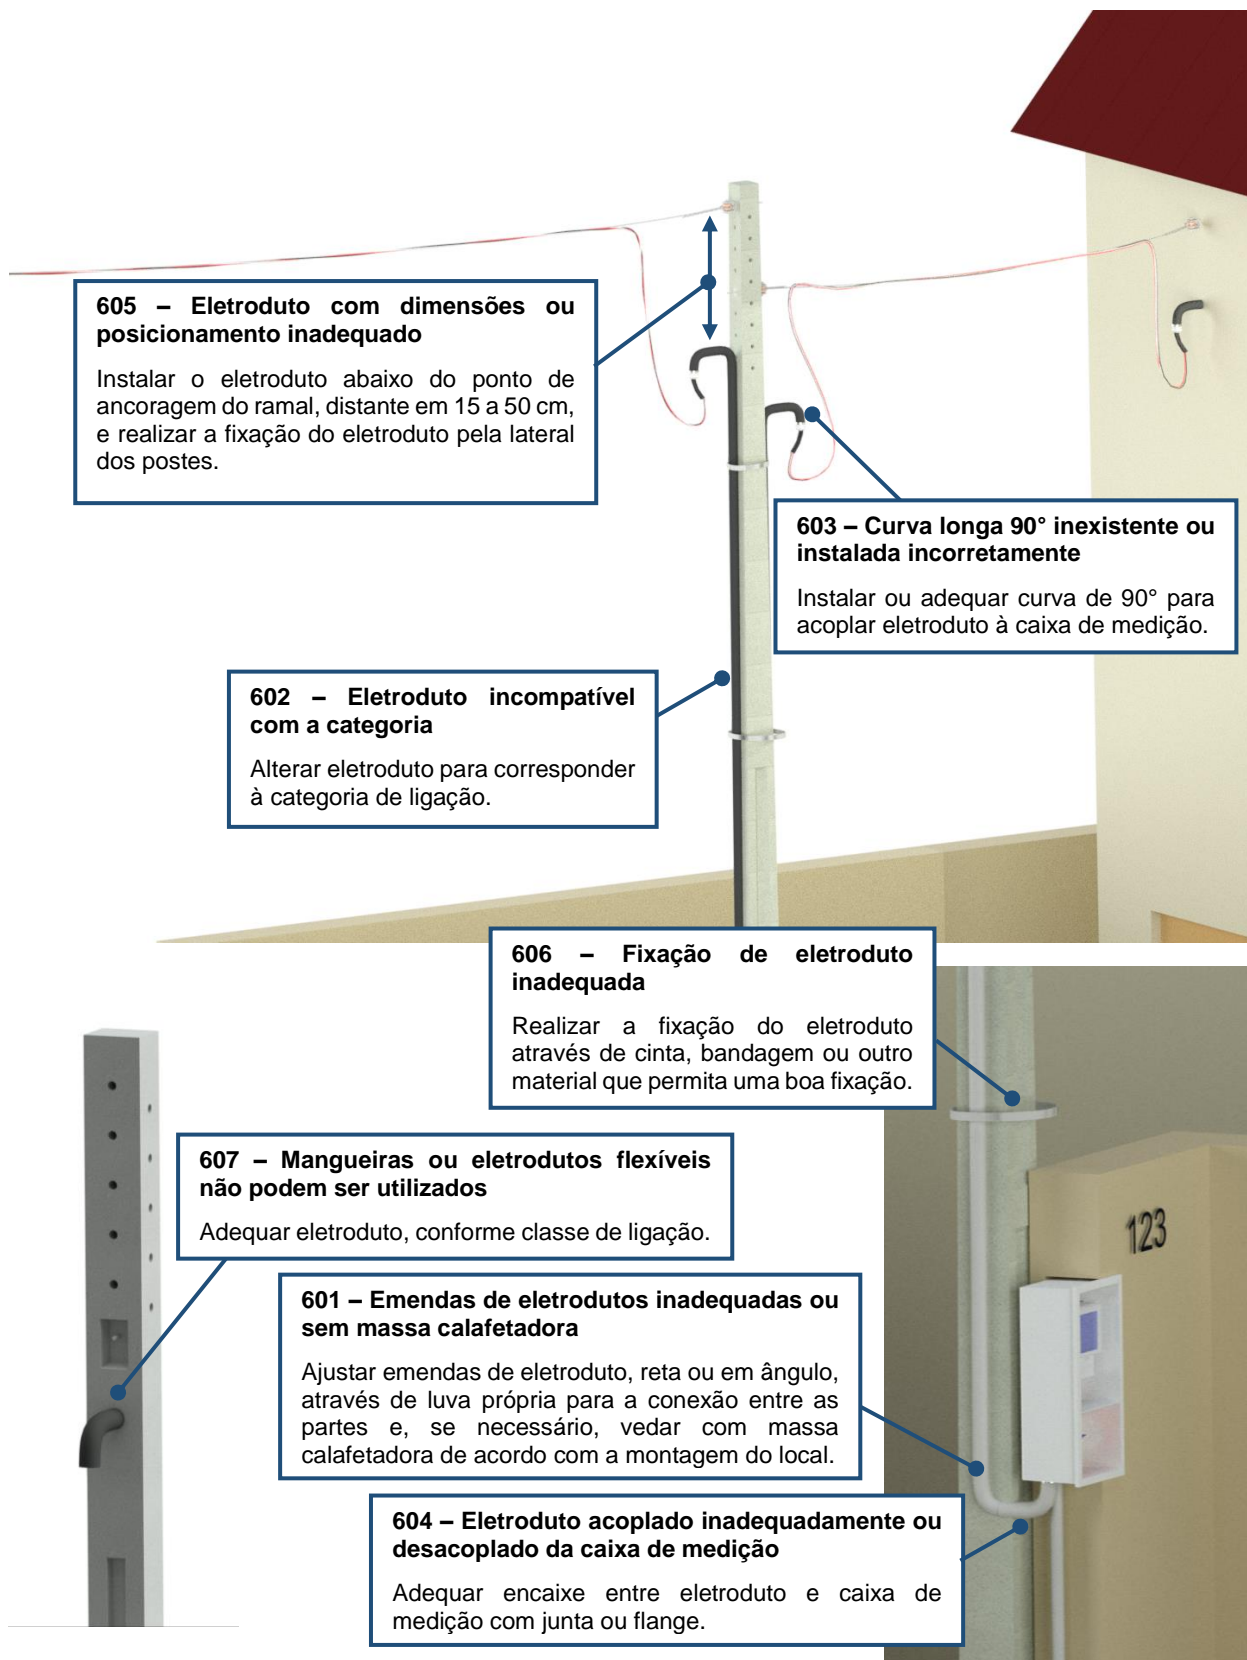 605 – Eletroduto com dimensões ou
posicionamento inadequado
Instalar o eletroduto abaixo do ponto de
ancoragem do ramal, distante em 15 a 50 cm,
e realizar a fixação do eletroduto pela lateral
dos postes.
603 – Curva longa 90° inexistente ou
instalada incorretamente
Instalar ou adequar curva de 90° para
acoplar eletroduto à caixa de medição.
602 – Eletroduto incompatível
com a categoria
Alterar eletroduto para corresponder
à categoria de ligação.
606 – Fixação de eletroduto
inadequada
Realizar a fixação do eletroduto
através de cinta, bandagem ou outro
material que permita uma boa fixação.
607 – Mangueiras ou eletrodutos flexíveis
não podem ser utilizados
Adequar eletroduto, conforme classe de ligação.
123
601 – Emendas de eletrodutos inadequadas ou
sem massa calafetadora
Ajustar emendas de eletroduto, reta ou em ângulo,
através de luva própria para a conexão entre as
partes e, se necessário, vedar com massa
calafetadora de acordo com a montagem do local.
604 – Eletroduto acoplado inadequadamente ou
desacoplado da caixa de medição
Adequar encaixe entre eletroduto e caixa de
medição com junta ou flange.